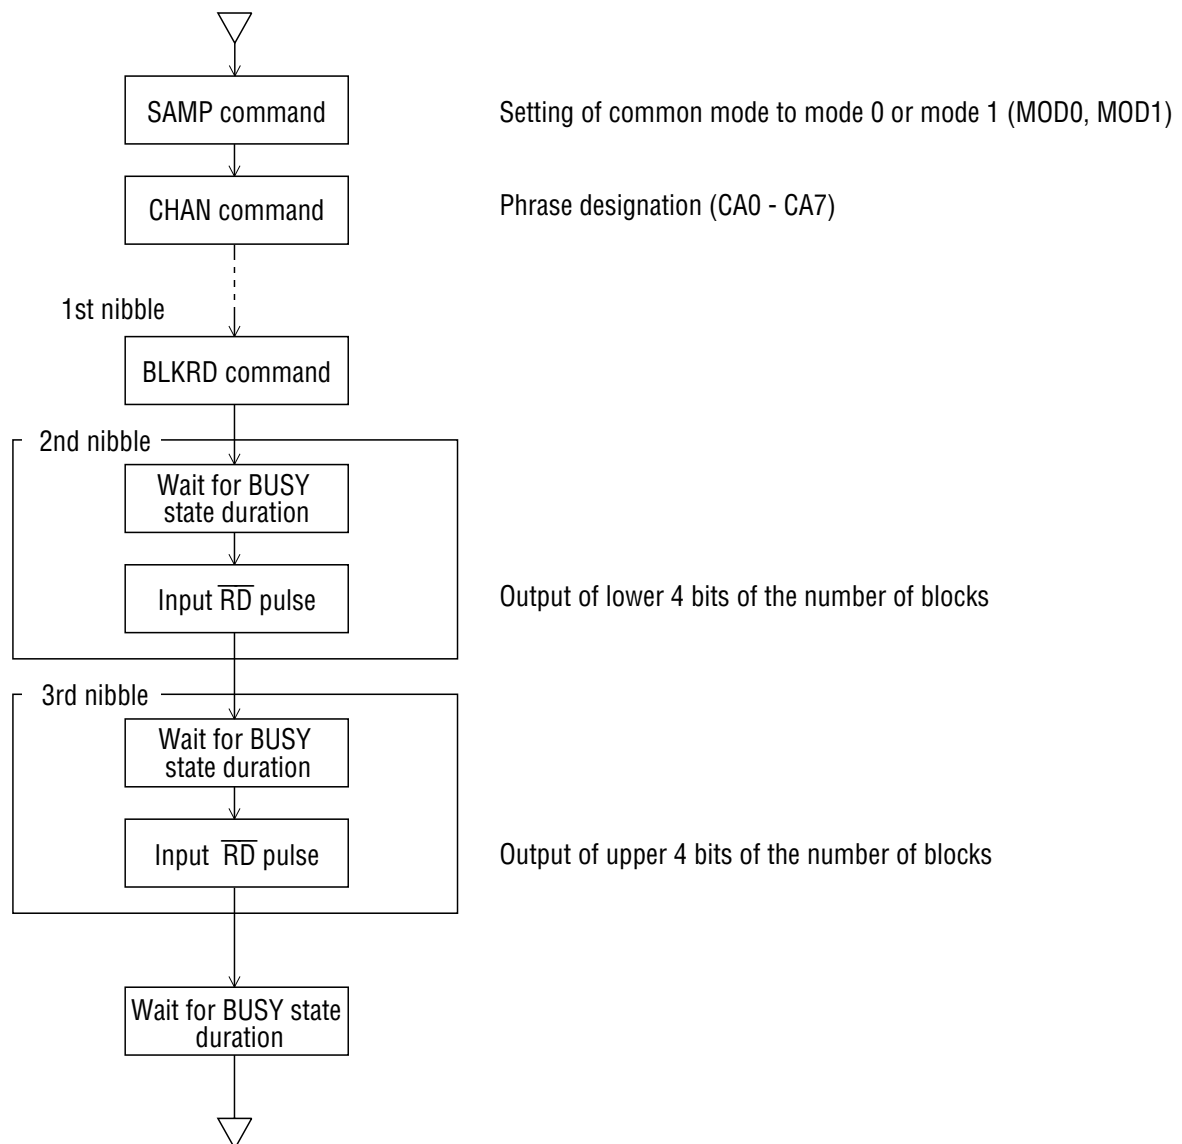 SAMP command
Setting of common mode to mode 0 or mode 1 (MOD0, MOD1)
CHAN command
Phrase designation (CA0 - CA7)
1st nibble
BLKRD command
2nd nibble
Wait for BUSY
state duration
Input R̅D̅ pulse
Output of lower 4 bits of the number of blocks
3rd nibble
Wait for BUSY
state duration
Input R̅D̅ pulse
Output of upper 4 bits of the number of blocks
Wait for BUSY state
duration